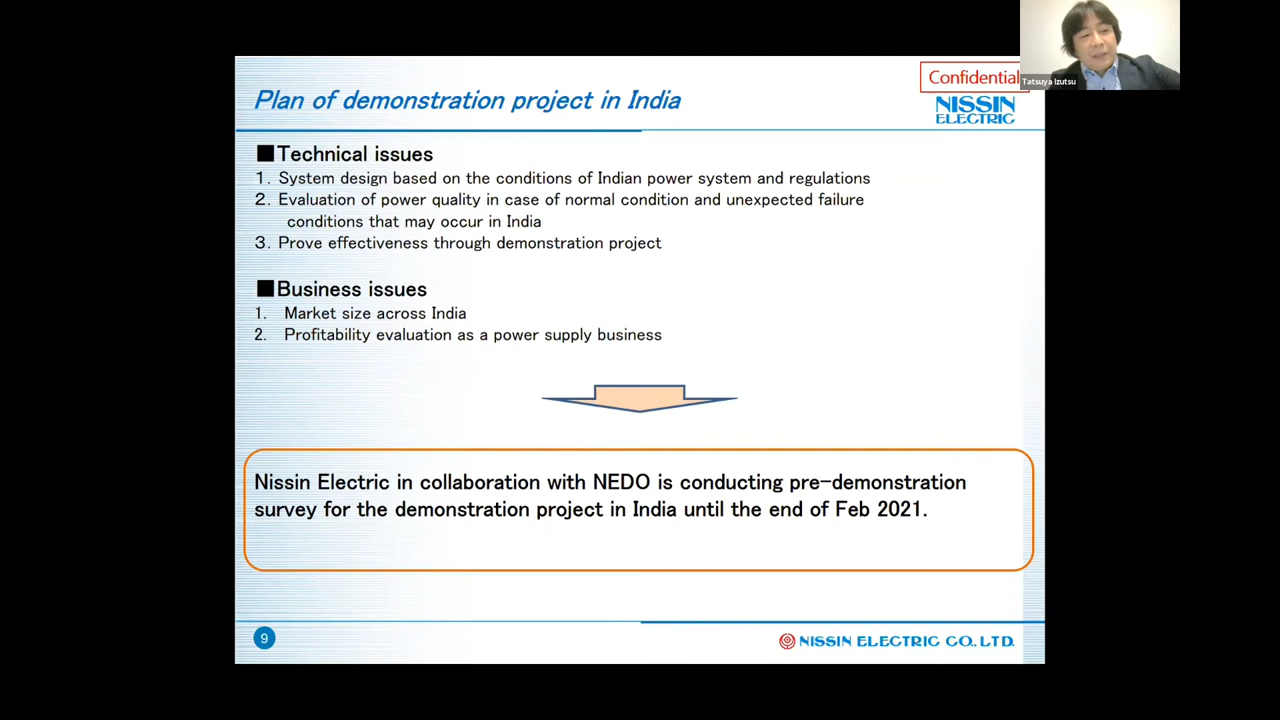 Tatsuya Izutsu
Confidential
Plan of demonstration project in India
NISSIN
ELECTRIC
■Technical issues
1. System design based on the conditions of Indian power system and regulations
2. Evaluation of power quality in case of normal condition and unexpected failure
conditions that may occur in India
3. Prove effectiveness through demonstration project
■Business issues
1. Market size across India
2. Profitability evaluation as a power supply business
Nissin Electric in collaboration with NEDO is conducting pre-demonstration
survey for the demonstration project in India until the end of Feb 2021.
9
NISSIN ELECTRIC CO.,LTD.